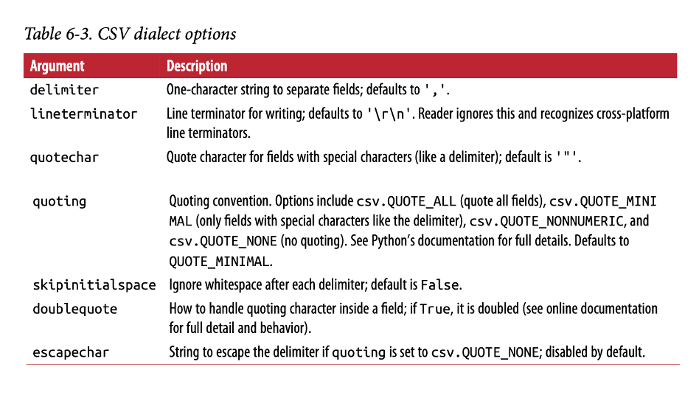 Table 6-3. CSV dialect options
Argument Description
delimiter One-character string to separate fields; defaults to ','.
lineterminator Line terminator for writing; defaults to '\r\n'. Reader ignores this and recognizes cross-platform
line terminators.
quotechar Quote character for fields with special characters (like a delimiter); default is '"'.
quoting Quoting convention. Options include csv.QUOTE_ALL (quote all fields), csv.QUOTE_MINI
MAL (only fields with special characters like the delimiter), csv.QUOTE_NONNUMERIC, and
csv.QUOTE_NONE (no quoting). See Python's documentation for full details. Defaults to
QUOTE_MINIMAL.
skipinitialspace Ignore whitespace after each delimiter; default is False.
doublequote How to handle quoting character inside a field; if True, it is doubled (see online documentation
for full detail and behavior).
escapechar String to escape the delimiter if quoting is set to csv.QUOTE_NONE; disabled by default.